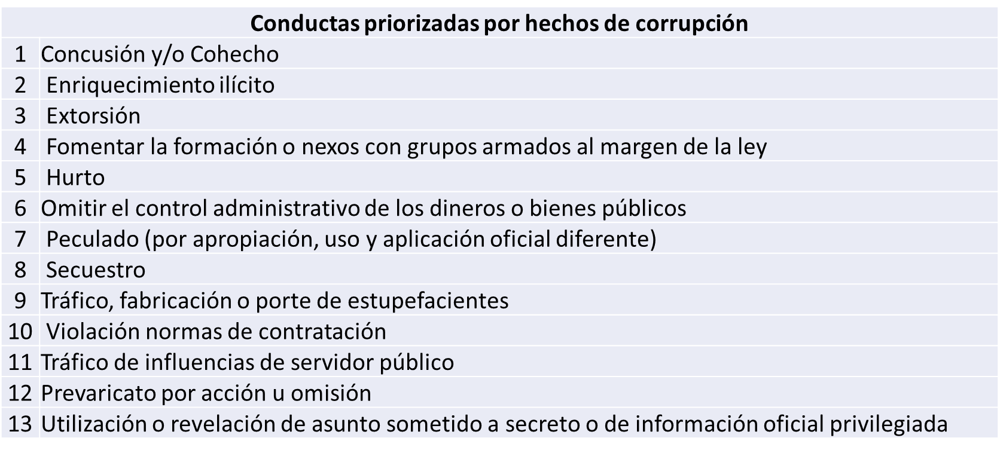 Conductas priorizadas por hechos de corrupción
1 Concusión y/o Cohecho
2 Enriquecimiento ilícito
3 Extorsión
4 Fomentar la formación o nexos con grupos armados al margen de la ley
5 Hurto
6 Omitir el control administrativo de los dineros o bienes públicos
7 Peculado (por apropiación, uso y aplicación oficial diferente)
8 Secuestro
9 Tráfico, fabricación o porte de estupefacientes
10 Violación normas de contratación
11 Tráfico de influencias de servidor público
12 Prevaricato por acción u omisión
13 Utilización o revelación de asunto sometido a secreto o de información oficial privilegiada